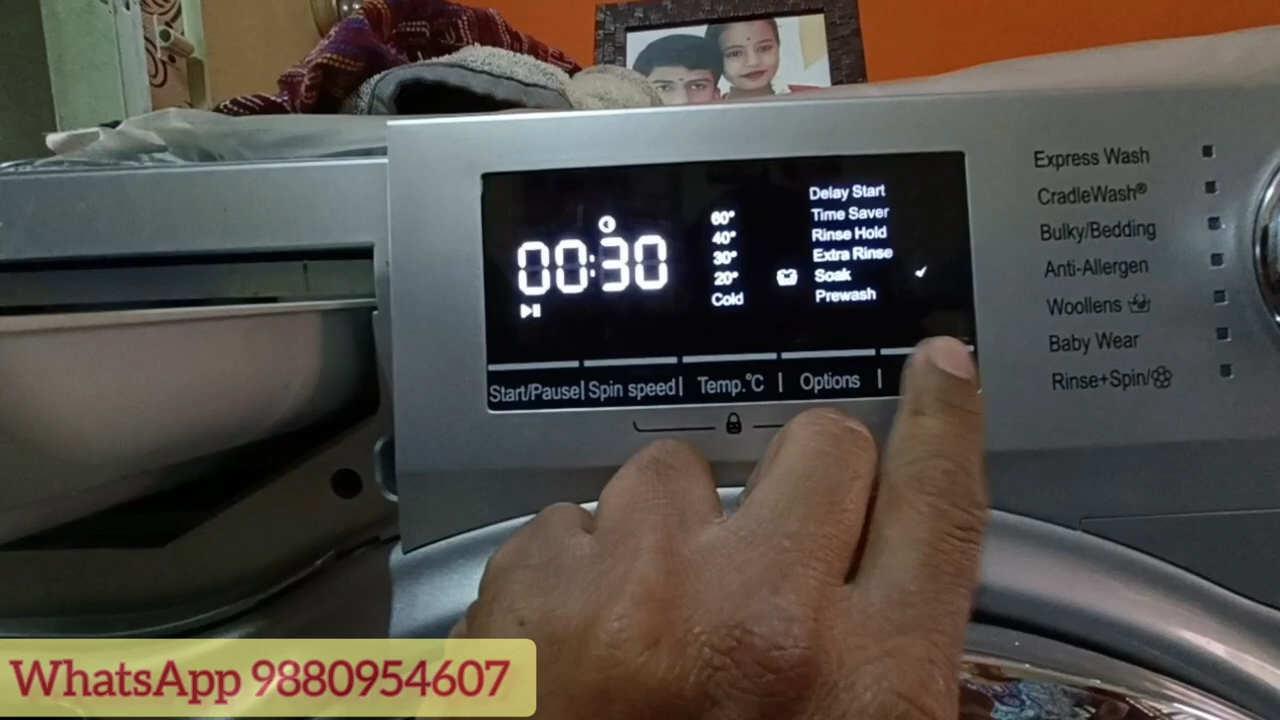 Delay Start
60° Time Saver
40° Rinse Hold
00:30
30° Extra Rinse
20° Soak
Cold Prewash
Start/Pause| Spin speed| Temp.°C | Options |
Express Wash
CradleWash®
Bulky/Bedding
Anti-Allergen
Woollens
Baby Wear
Rinse+Spin/
WhatsApp 9880954607